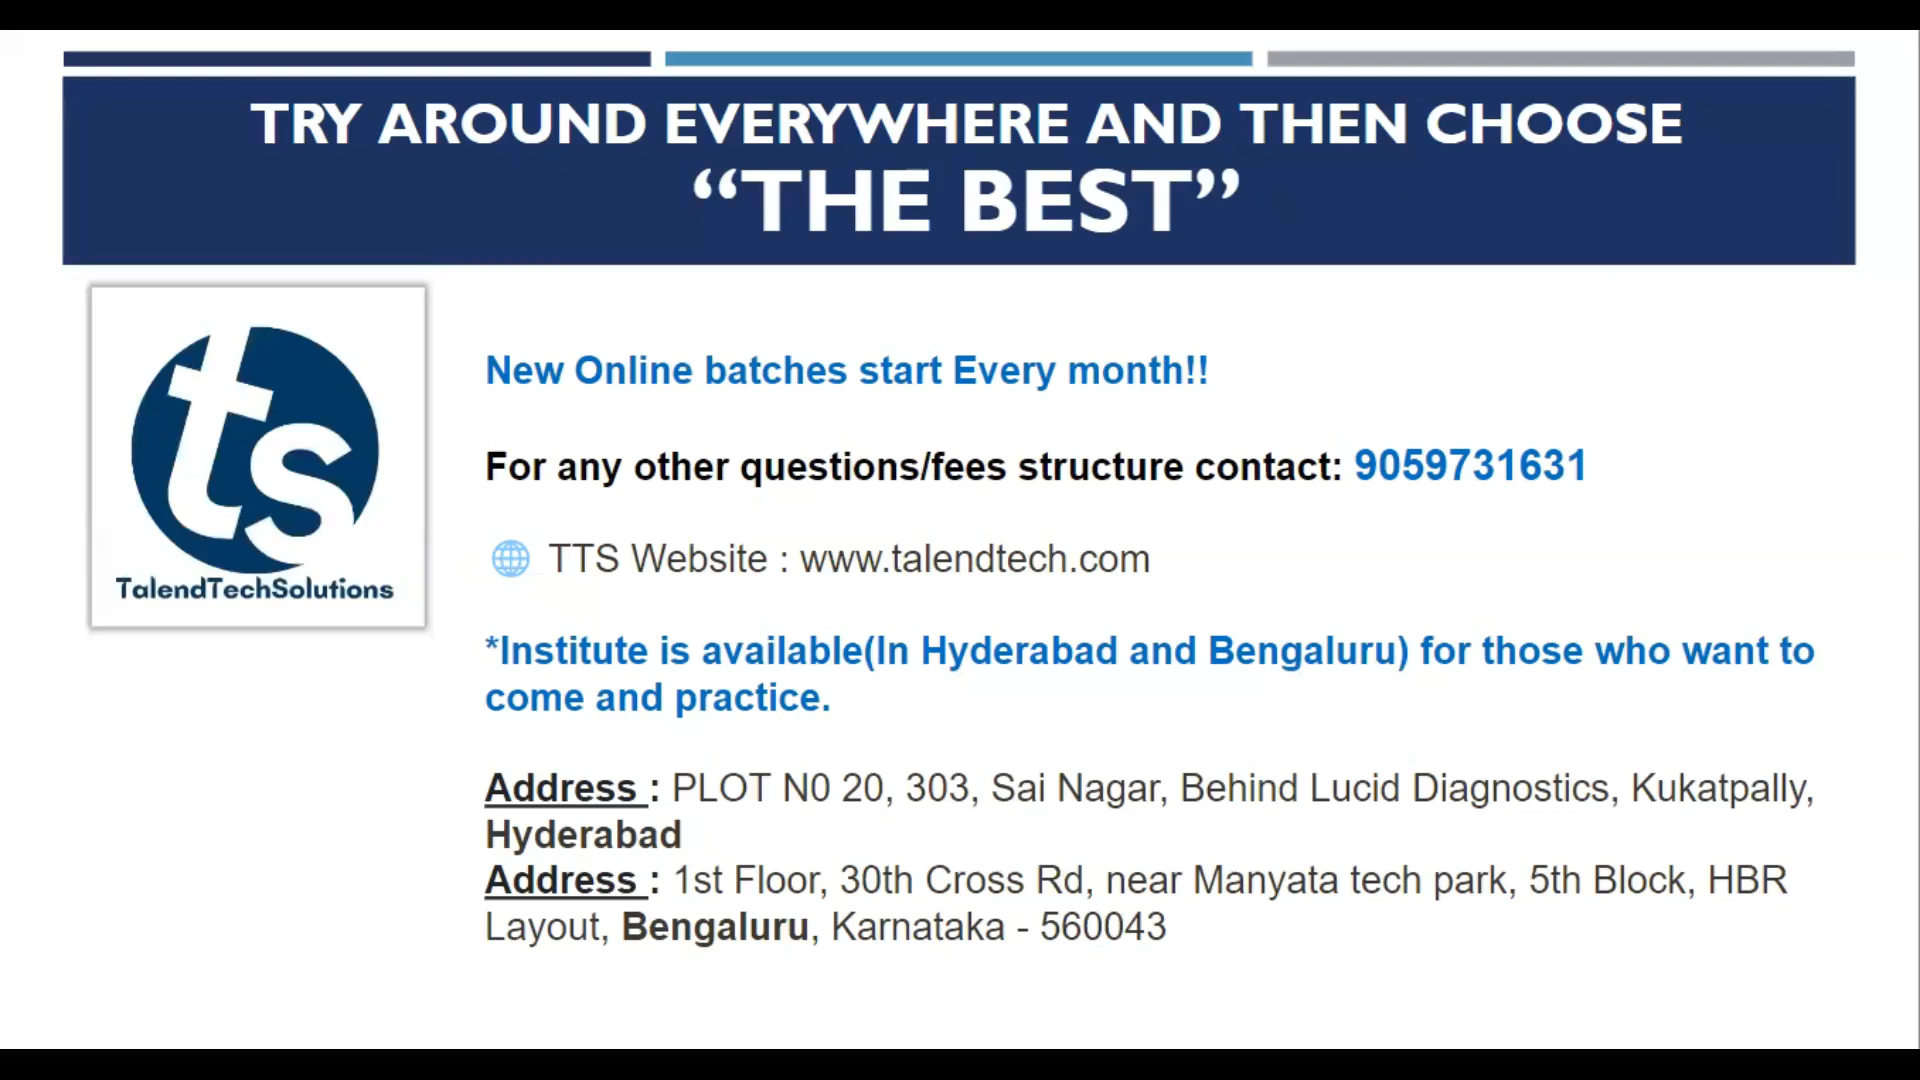 TRY AROUND EVERYWHERE AND THEN CHOOSE
“THE BEST”
ts
TalendTechSolutions
New Online batches start Every month!!
For any other questions/fees structure contact: 9059731631
TTS Website : www.talendtech.com
*Institute is available(In Hyderabad and Bengaluru) for those who want to
come and practice.
Address : PLOT N0 20, 303, Sai Nagar, Behind Lucid Diagnostics, Kukatpally,
Hyderabad
Address : 1st Floor, 30th Cross Rd, near Manyata tech park, 5th Block, HBR
Layout, Bengaluru, Karnataka - 560043